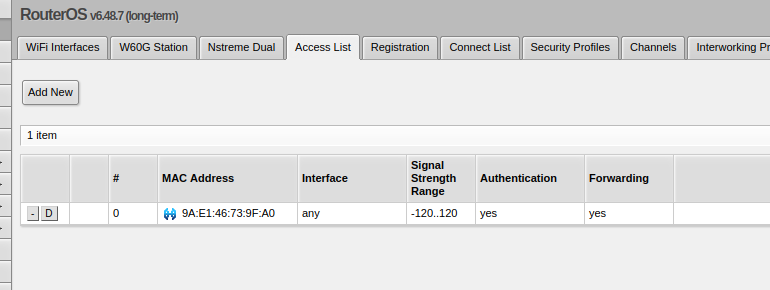 RouterOS v6.48.7 (long-term)
WiFi Interfaces W60G Station Nstreme Dual Access List Registration Connect List Security Profiles Channels Interworking Pr
Add New
1 item
# MAC Address Interface Signal Strength Range Authentication Forwarding
- D 0 9A:E1:46:73:9F:A0 any -120..120 yes yes